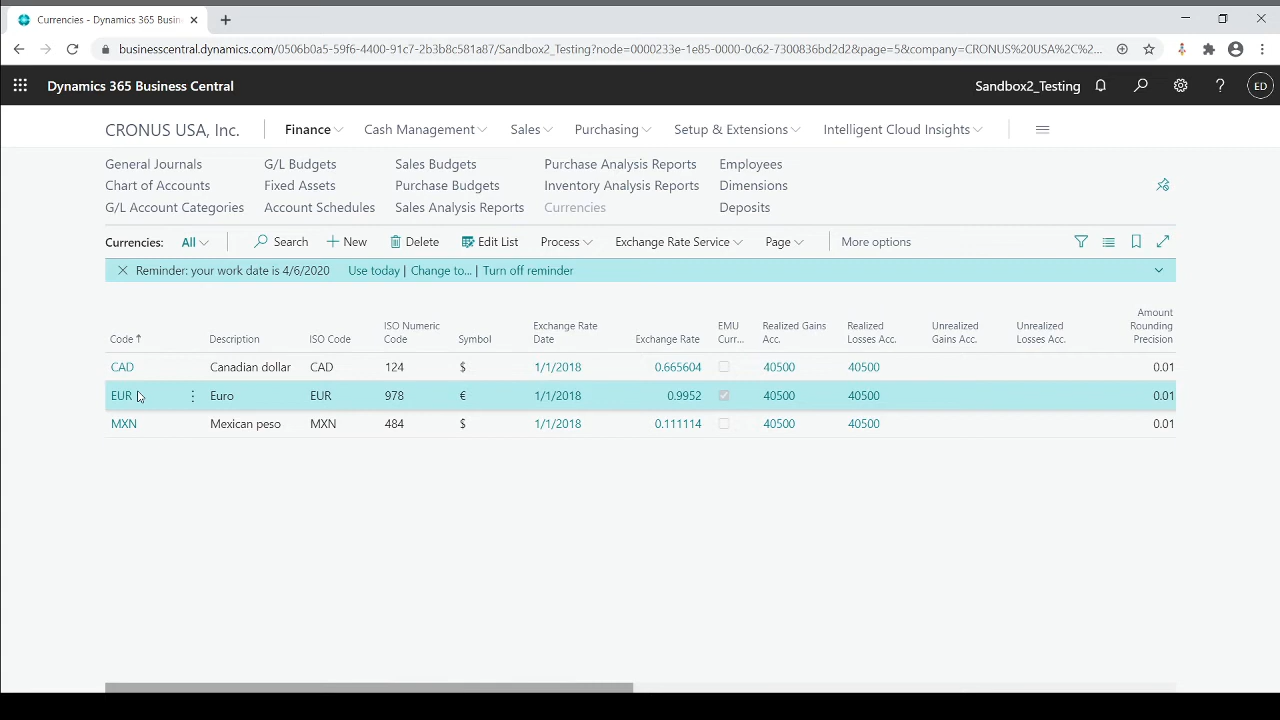 Currencies - Dynamics 365 Busin
businesscentral.dynamics.com/0506b0a5-59f6-4400-91c7-2b3b8c581a87/Sandbox2_Testing?node=0000233e-1e85-0000-0c62-7300836bd2d2&page=5&company=CRONUS%20USA%2C%2...
Dynamics 365 Business Central Sandbox2_Testing ? ED
CRONUS USA, Inc. Finance Cash Management Sales Purchasing Setup & Extensions Intelligent Cloud Insights
General Journals G/L Budgets Sales Budgets Purchase Analysis Reports Employees
Chart of Accounts Fixed Assets Purchase Budgets Inventory Analysis Reports Dimensions
G/L Account Categories Account Schedules Sales Analysis Reports Currencies Deposits
Currencies: All Search + New Delete Edit List Process Exchange Rate Service Page More options
Reminder: your work date is 4/6/2020 Use today | Change to... | Turn off reminder
Code ↑ Description ISO Code ISO Numeric Code Symbol Exchange Rate Date Exchange Rate EMU Curr... Realized Gains Acc. Realized Losses Acc. Unrealized Gains Acc. Unrealized Losses Acc. Amount Rounding Precision
CAD Canadian dollar CAD 124 $ 1/1/2018 0.665604 40500 40500 0.01
EUR Euro EUR 978 € 1/1/2018 0.9952 40500 40500 0.01
MXN Mexican peso MXN 484 $ 1/1/2018 0.111114 40500 40500 0.01